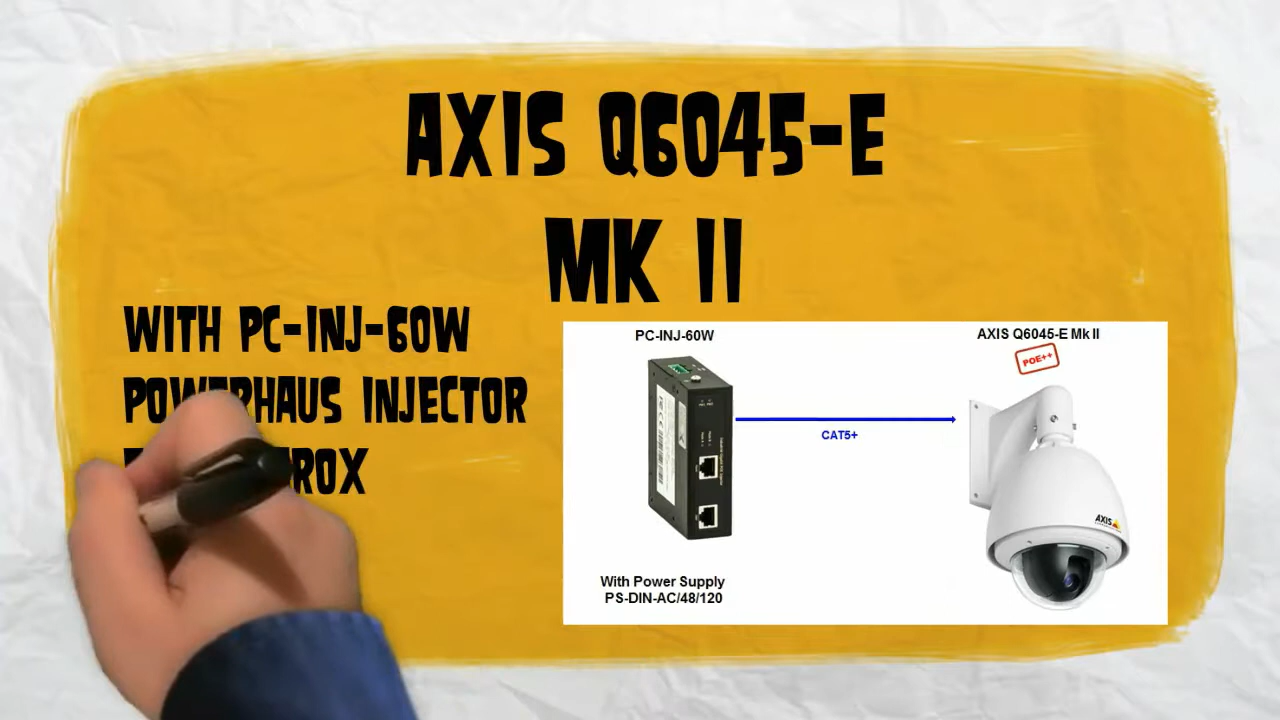 AXIS Q6045-E
MK II
WITH PC-INJ-60W
POWERHAUS INJECTOR
PC-INJ-60W
AXIS Q6045-E Mk II
POE++
CAT5+
AXIS
With Power Supply
PS-DIN-AC/48/120